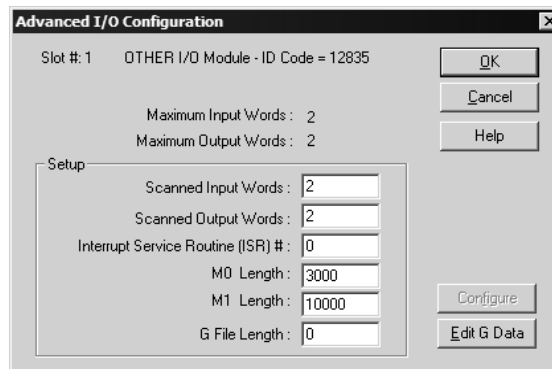 Advanced I/O Configuration
Slot #: 1 OTHER I/O Module - ID Code = 12835
OK
Cancel
Help
Maximum Input Words : 2
Maximum Output Words : 2
Setup
Scanned Input Words : 2
Scanned Output Words : 2
Interrupt Service Routine (ISR) # : 0
M0 Length : 3000
M1 Length : 10000
G File Length : 0
Configure
Edit G Data